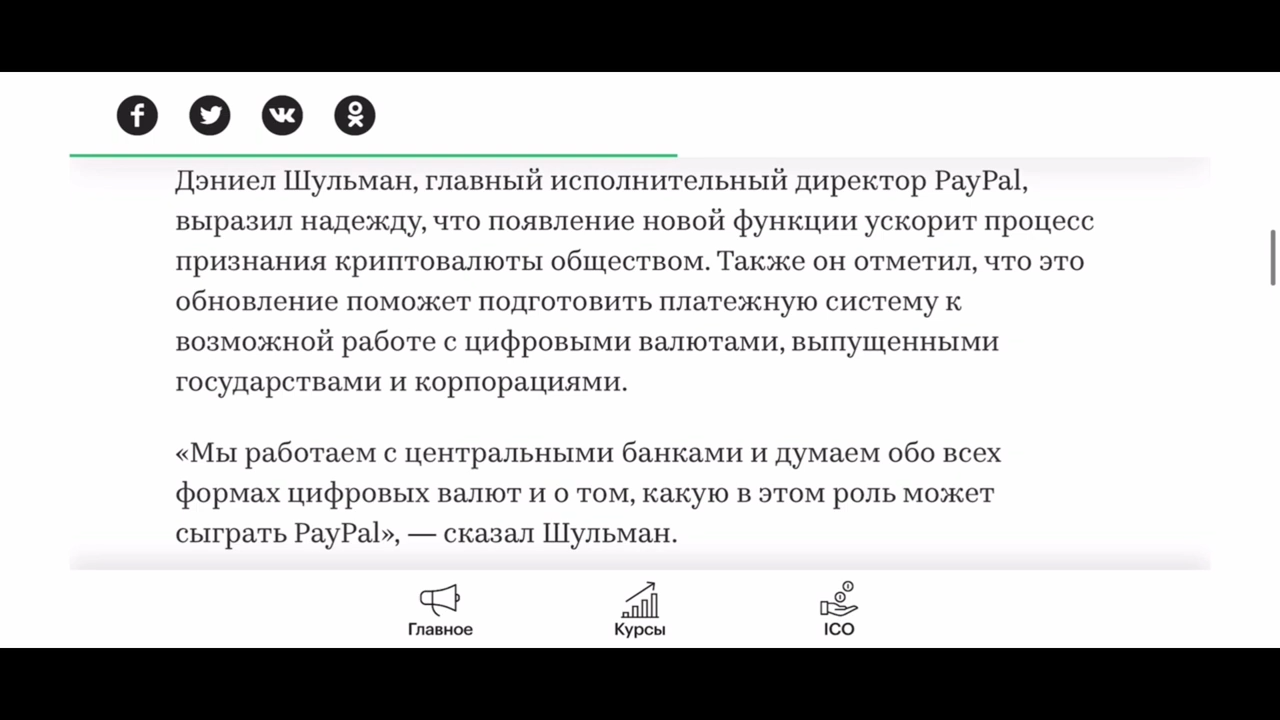 Дэниел Шульман, главный исполнительный директор PayPal,
выразил надежду, что появление новой функции ускорит процесс
признания криптовалюты обществом. Также он отметил, что это
обновление поможет подготовить платежную систему к
возможной работе с цифровыми валютами, выпущенными
государствами и корпорациями.
«Мы работаем с центральными банками и думаем обо всех
формах цифровых валют и о том, какую в этом роль может
сыграть PayPal», — сказал Шульман.
Главное
Курсы
ICO